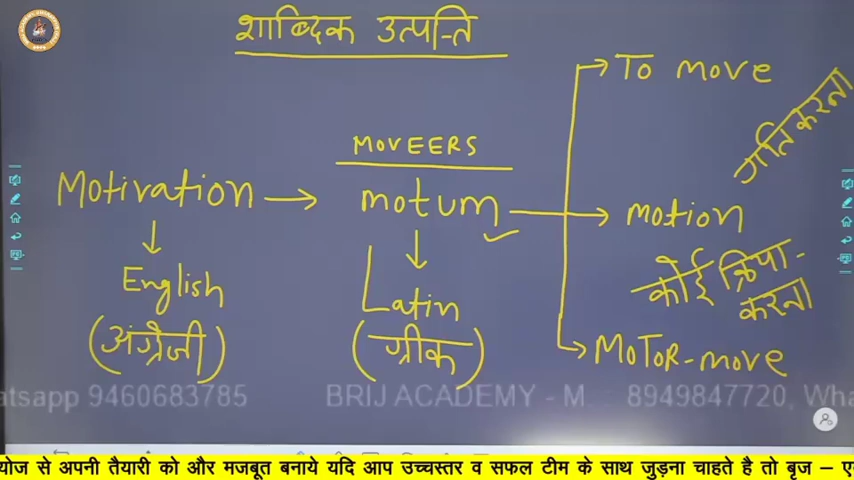 शाब्दिक उत्पत्ति
To move
गति करना
MOVEERS
Motivation → motum
motion
कोई क्रिया-
करना
English
Latin
(अंग्रेजी)
(ग्रीक)
MOTOR-move
atsapp 9460683785
BRIJ ACADEMY - M. 8949847720, Wha
योज से अपनी तैयारी को और मजबूत बनाये यदि आप उच्चस्तर व सफल टीम के साथ जुड़ना चाहते है तो बृज – ए